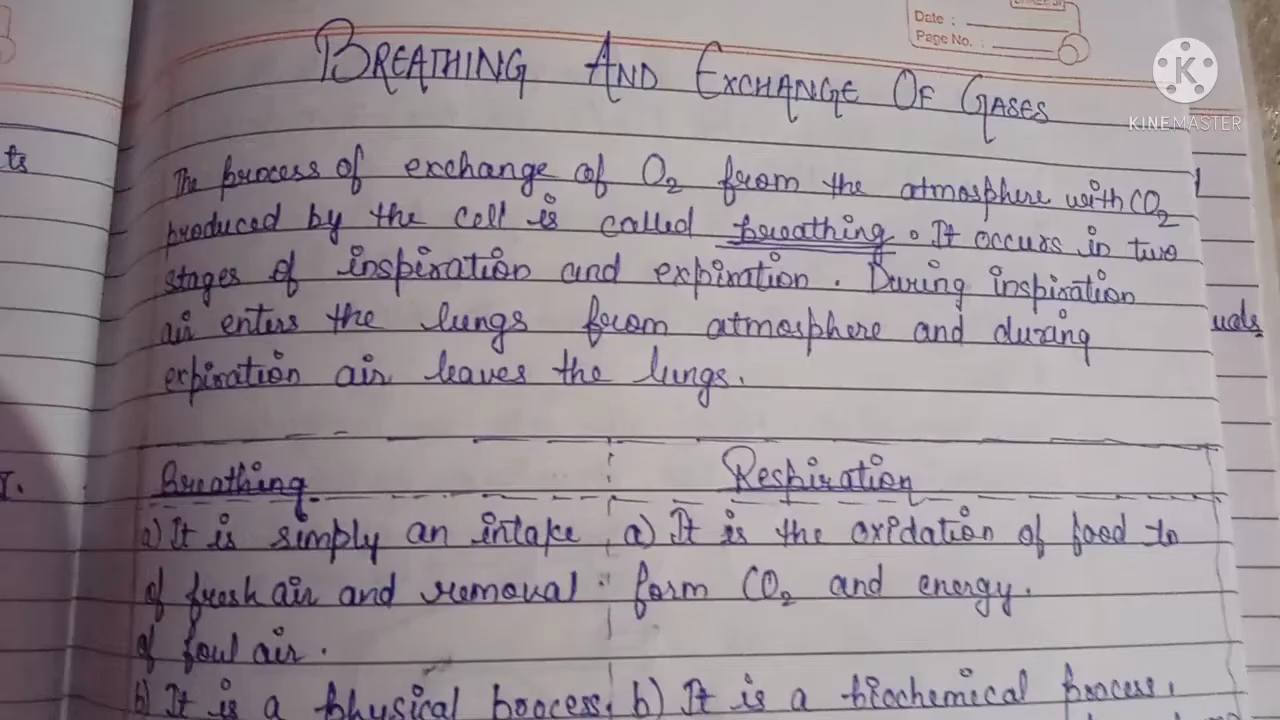 Date :
Page No. :
BREATHING AND EXCHANGE OF GASES
KINEMASTER
ts
The process of exchange of O₂ from the atmosphere with CO₂
produced by the cell is called breathing. It occurs in two
stages of inspiration and expiration. During inspiration
air enters the lungs from atmosphere and during
expiration air leaves the lungs.
Breathing
a) It is simply an intake
of fresh air and removal
of foul air.
b) It is a physical process.
Respiration
a) It is the oxidation of food to
form CO₂ and energy.
b) It is a biochemical process.